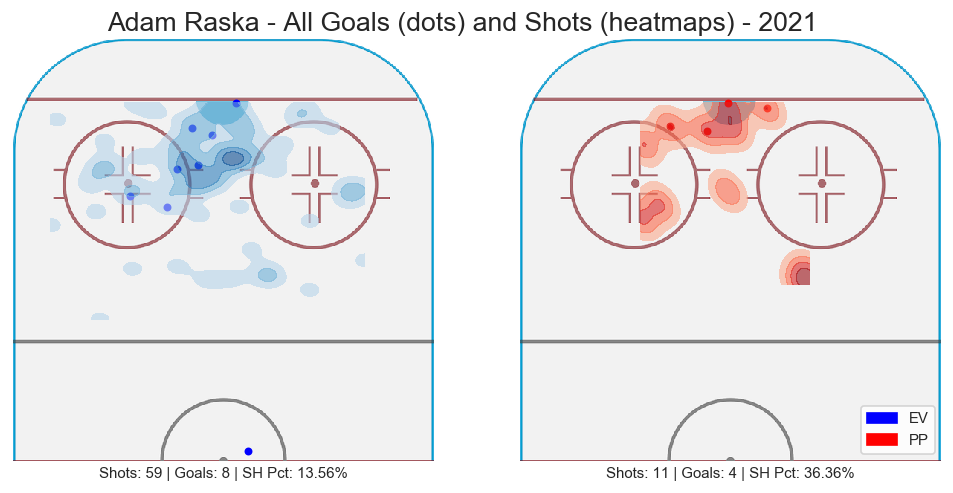 Adam Raska - All Goals (dots) and Shots (heatmaps) - 2021
EV
PP
Shots: 59 | Goals: 8 | SH Pct: 13.56%
Shots: 11 | Goals: 4 | SH Pct: 36.36%